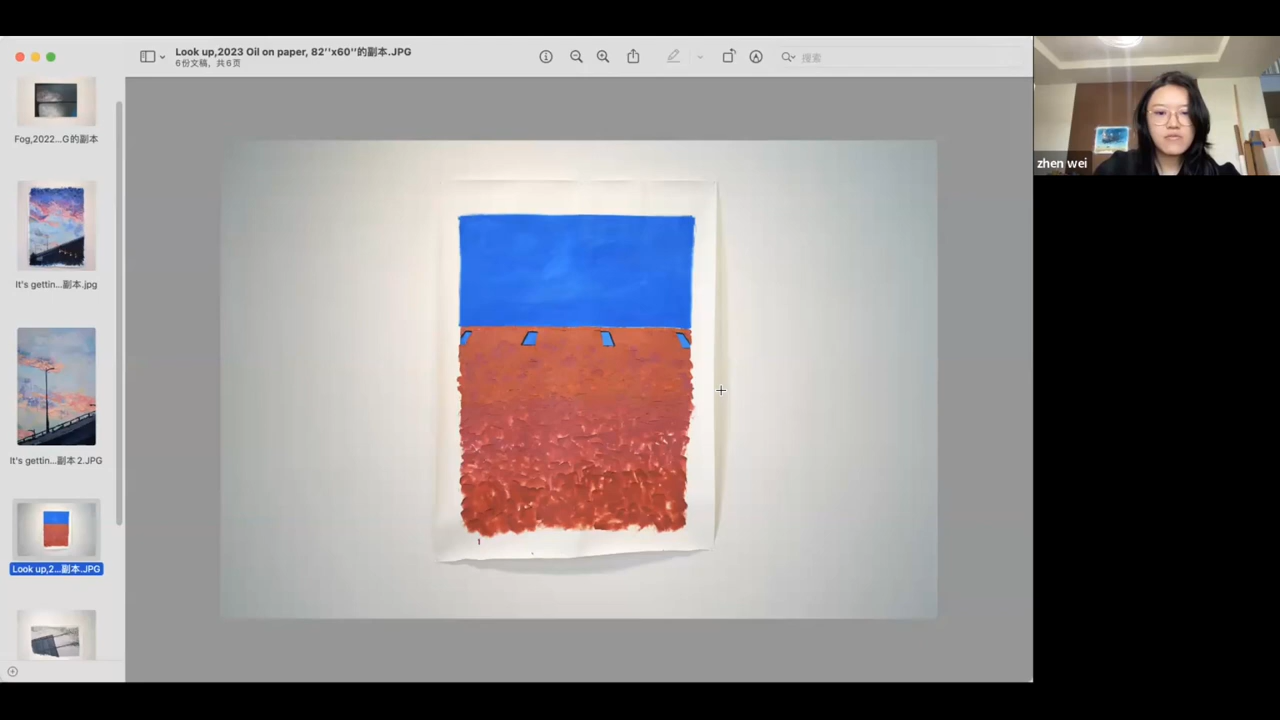 Look up,2023 Oil on paper, 82''x60''的副本.JPG
6份文稿，共6页
搜索
Fog,2022...G的副本
It's gettin...副本.jpg
It's gettin...副本2.JPG
Look up,2...副本.JPG
zhen wei